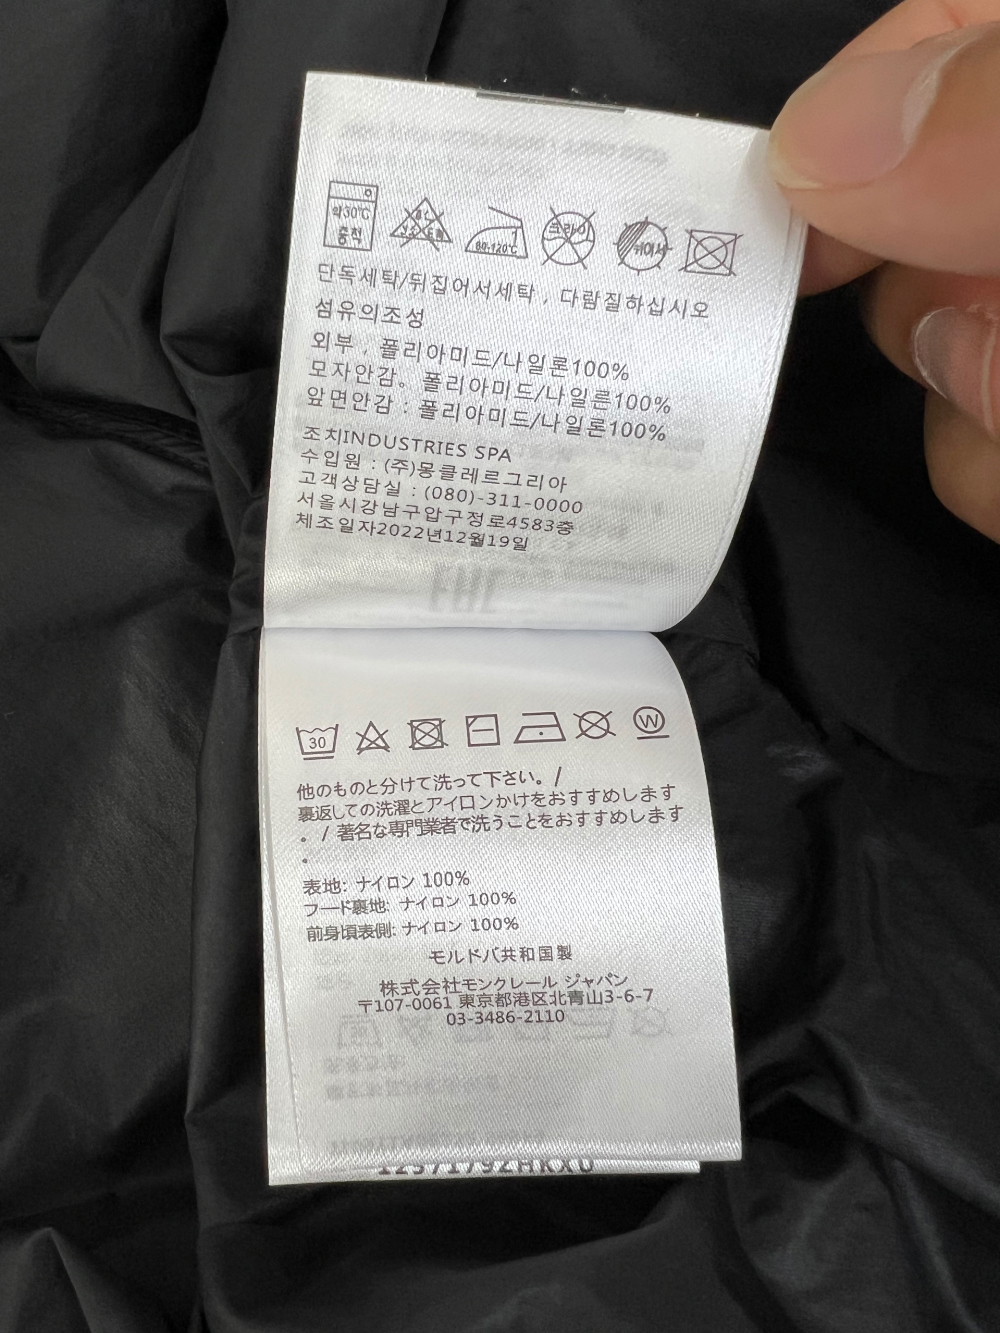 약30℃
중적
80-120℃
뉘어서
단독세탁/뒤집어서세탁 , 다람질하십시오
섬유의조성
외부 , 폴리아미드/나일론100%
모자안감。 폴리아미드/나일른100%
앞면안감 : 폴리아미드/나일론100%
조치INDUSTRIES SPA
수입원 : (주)몽클레르그리아
고객상담실 : (080)-311-0000
서울시강남구압구정로4583층
체조일자2022년12월19일
30
W
他のものと分けて洗って下さい。/
裏返しての洗濯とアイロンかけをおすすめします
。/ 著名な専門業者で洗うことをおすすめします
。
表地: ナイロン 100%
フード裏地: ナイロン 100%
前身頃表側: ナイロン 100%
モルドバ共和国製
株式会社モンクレール ジャパン
〒107-0061 東京都港区北青山3-6-7
03-3486-2110